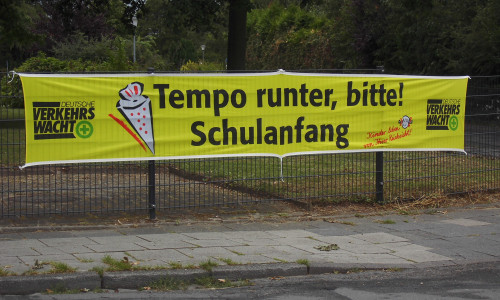 DEUTSCHE
VERKEHRS
WACHT
Tempo runter, bitte!
Schulanfang
DEUTSCHE
VERKEHRS
WACHT